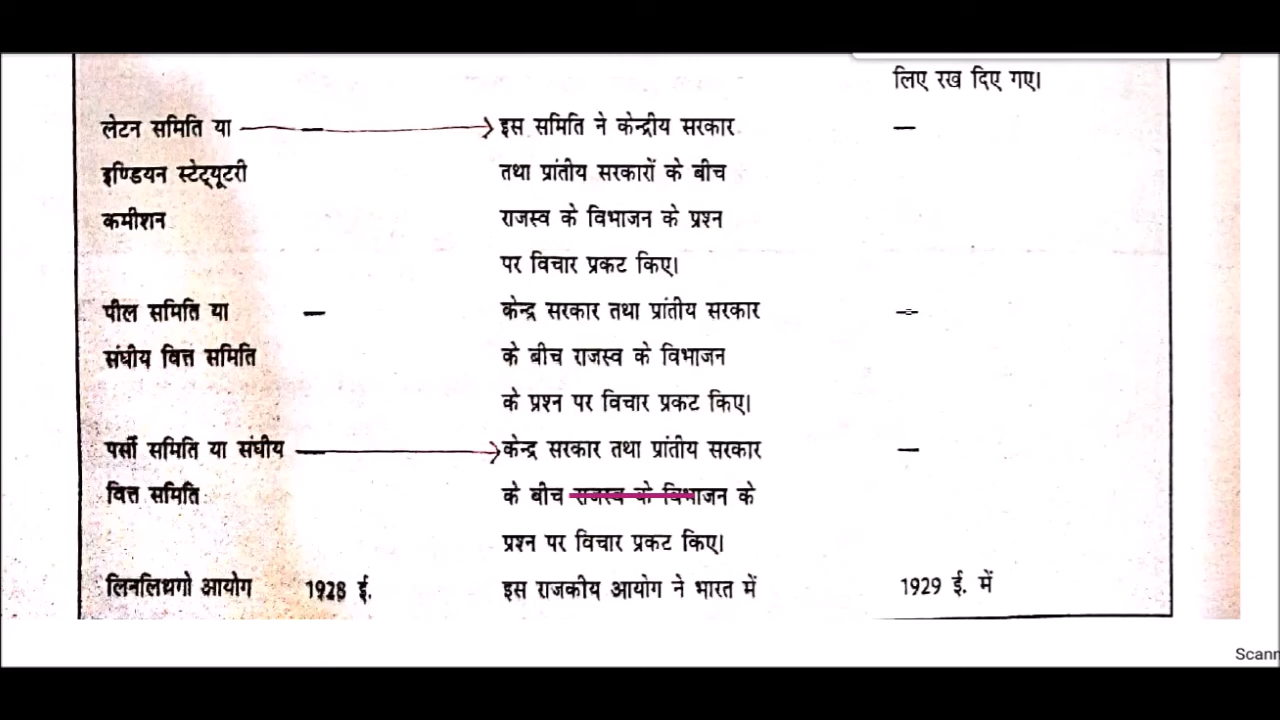 लिए रख दिए गए।
लेटन समिति या — इस समिति ने केन्द्रीय सरकार —
इण्डियन स्टेट्यूटरी तथा प्रांतीय सरकारों के बीच
कमीशन राजस्व के विभाजन के प्रश्न
पर विचार प्रकट किए।
पील समिति या — केन्द्र सरकार तथा प्रांतीय सरकार —
संघीय वित्त समिति के बीच राजस्व के विभाजन
के प्रश्न पर विचार प्रकट किए।
पर्सी समिति या संघीय — केन्द्र सरकार तथा प्रांतीय सरकार —
वित्त समिति के बीच राजस्व के विभाजन के
प्रश्न पर विचार प्रकट किए।
लिनलिथगो आयोग 1928 ई. इस राजकीय आयोग ने भारत में 1929 ई. में
Scann